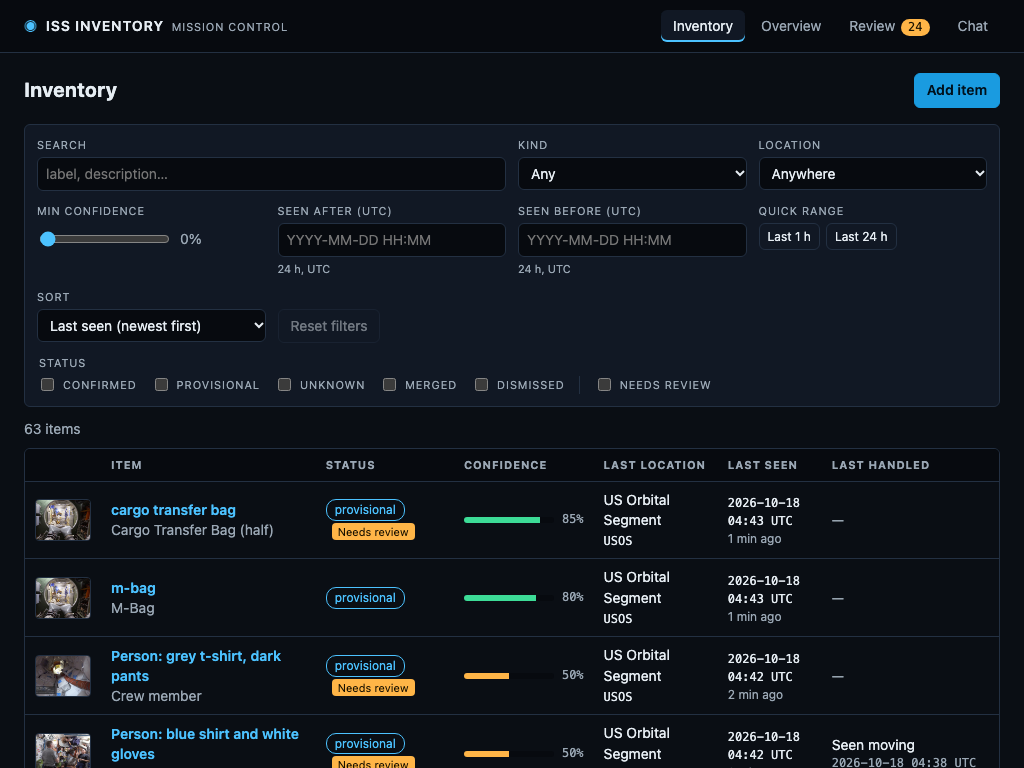 ISS INVENTORY MISSION CONTROL
Inventory Overview Review 24 Chat
Inventory
Add item
SEARCH KIND LOCATION
label, description... Any Anywhere
MIN CONFIDENCE SEEN AFTER (UTC) SEEN BEFORE (UTC) QUICK RANGE
0% YYYY-MM-DD HH:MM YYYY-MM-DD HH:MM Last 1 h Last 24 h
24 h, UTC 24 h, UTC
SORT
Last seen (newest first) Reset filters
STATUS
CONFIRMED PROVISIONAL UNKNOWN MERGED DISMISSED NEEDS REVIEW
63 items
ITEM STATUS CONFIDENCE LAST LOCATION LAST SEEN LAST HANDLED
cargo transfer bag
Cargo Transfer Bag (half)
provisional
Needs review
85%
US Orbital
Segment
USOS
2026-10-18
04:43 UTC
1 min ago
—
m-bag
M-Bag
provisional
80%
US Orbital
Segment
USOS
2026-10-18
04:43 UTC
1 min ago
—
Person: grey t-shirt, dark
pants
Crew member
provisional
Needs review
50%
US Orbital
Segment
USOS
2026-10-18
04:42 UTC
2 min ago
—
Person: blue shirt and white
gloves
provisional
Needs review
50%
US Orbital
Segment
2026-10-18
04:42 UTC
Seen moving
2026-10-18 04:38 UTC